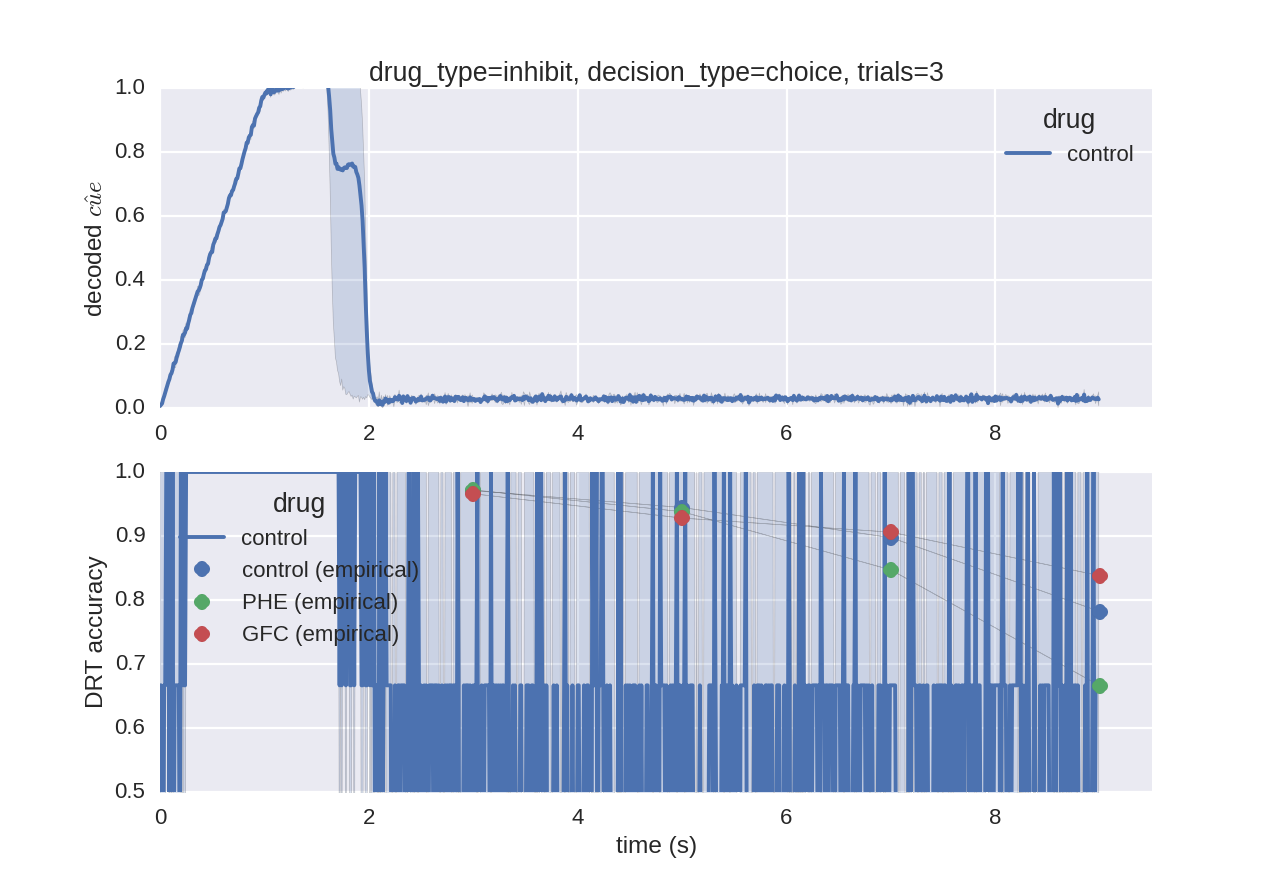 drug_type=inhibit, decision_type=choice, trials=3
1.0
0.8
0.6
0.4
0.2
0.0
decoded cûe
drug
control
0 2 4 6 8
1.0
0.9
0.8
0.7
0.6
0.5
DRT accuracy
drug
control
control (empirical)
PHE (empirical)
GFC (empirical)
0 2 4 6 8
time (s)